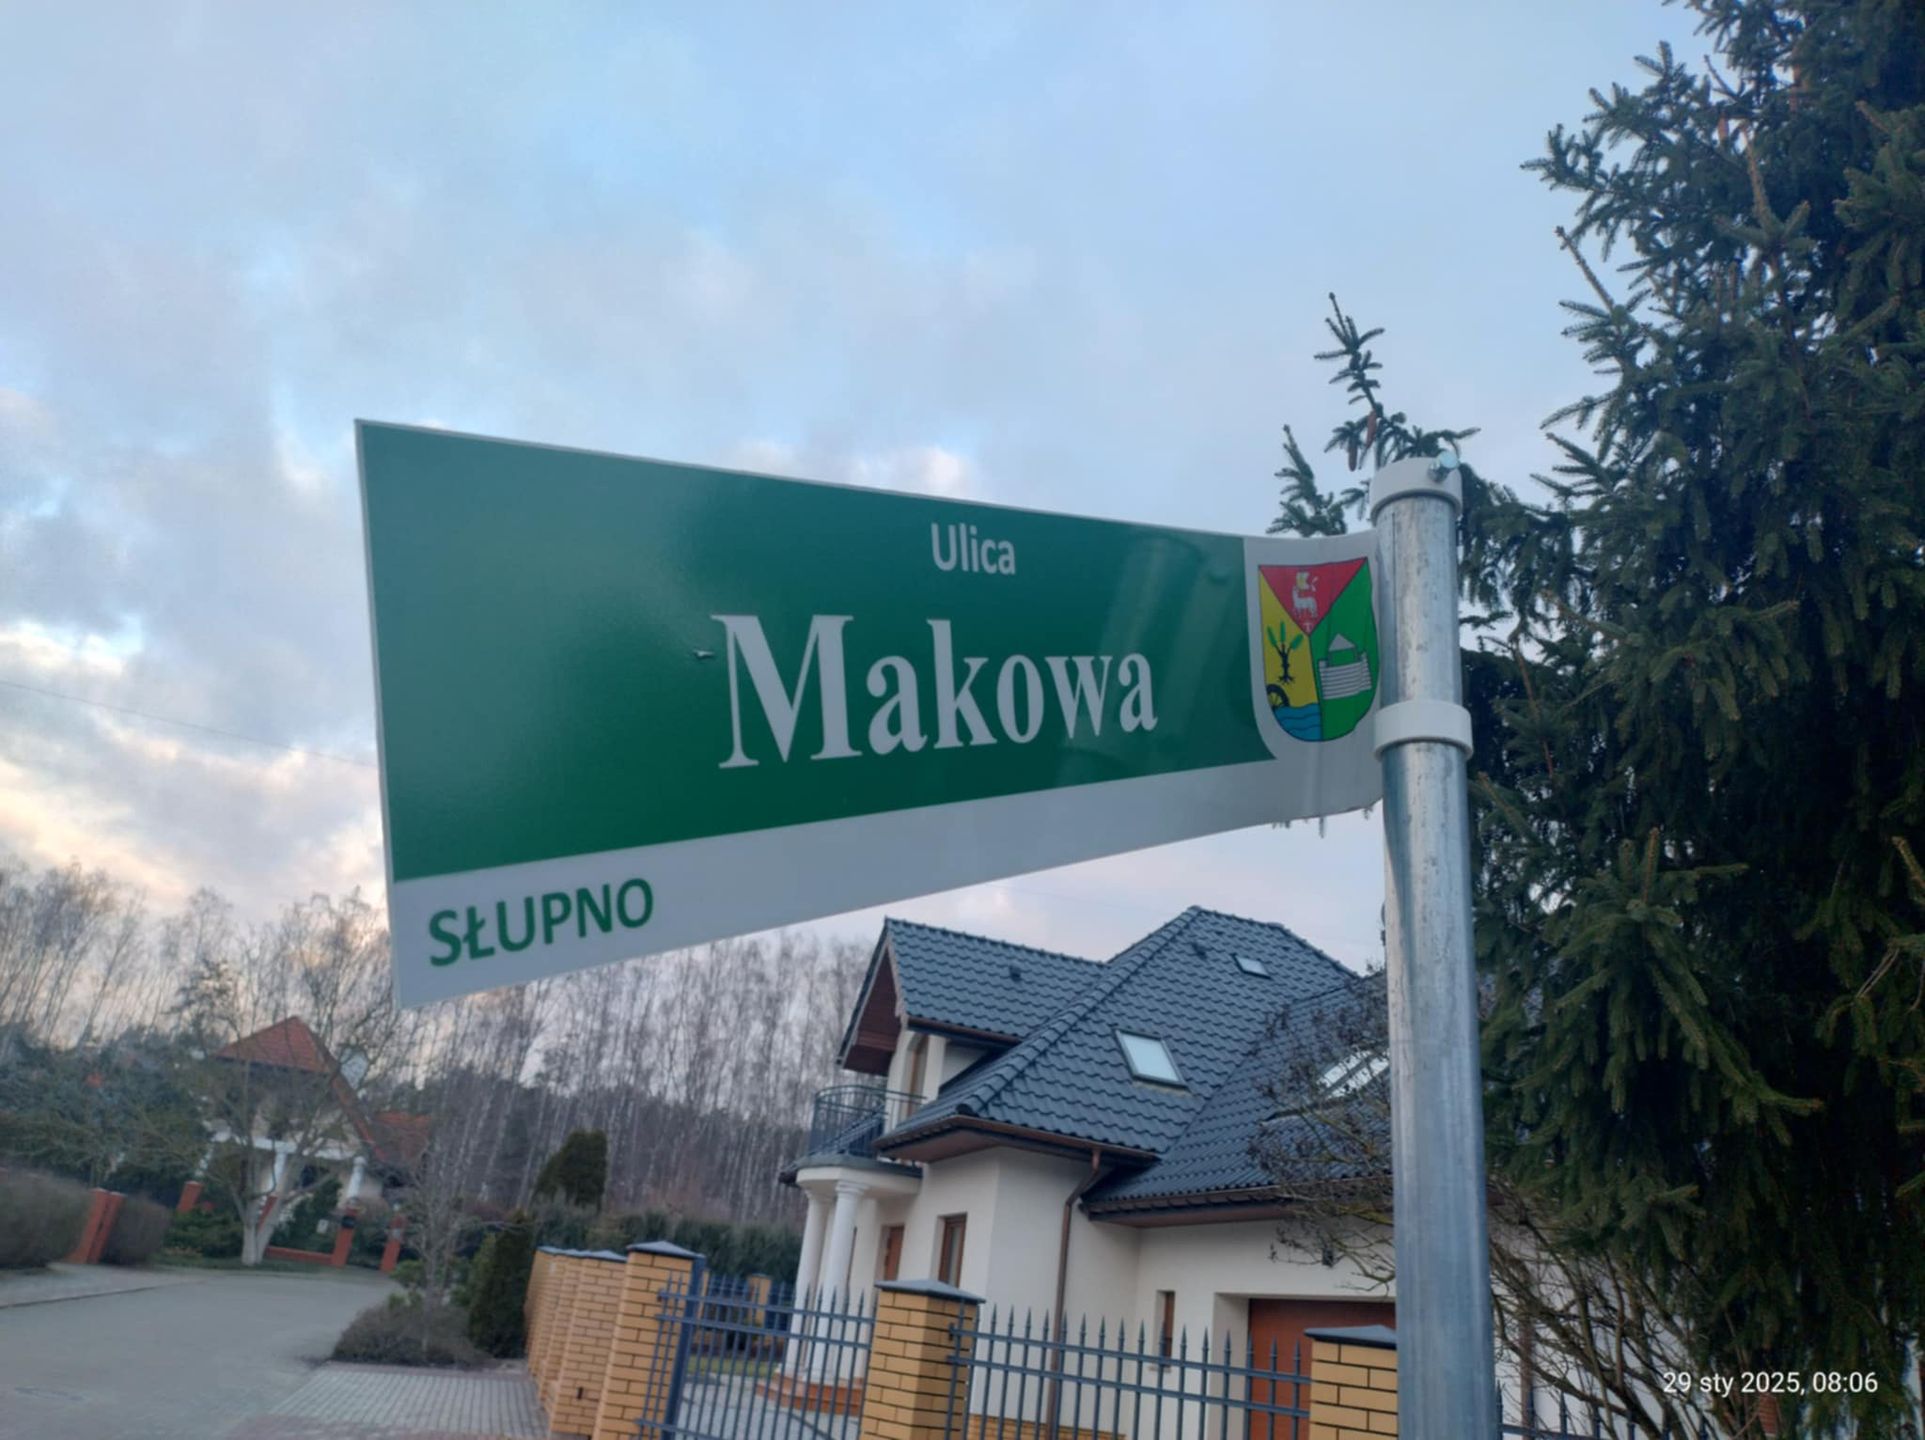 Ulica
Makowa
SŁUPNO
29 sty 2025, 08:06